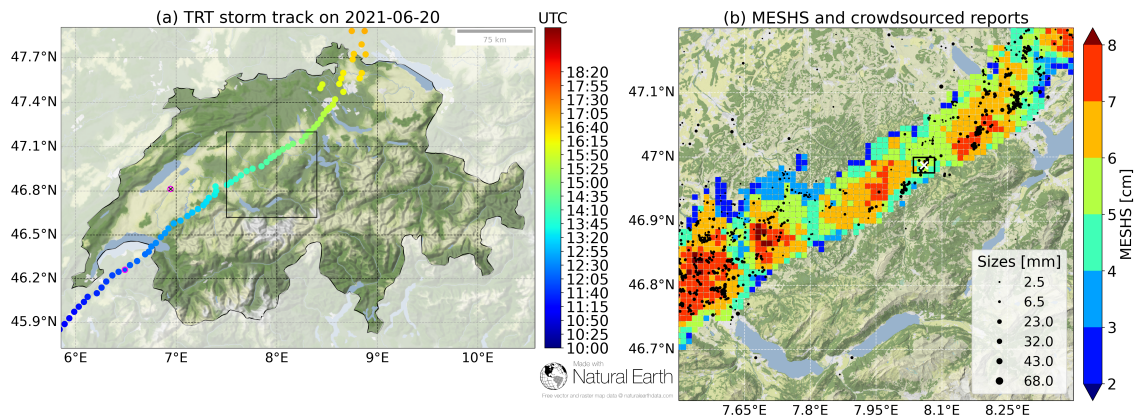 (a) TRT storm track on 2021-06-20
UTC
75 km
47.7°N
47.4°N
47.1°N
46.8°N
46.5°N
46.2°N
45.9°N
6°E
7°E
8°E
9°E
10°E
18:20
17:55
17:30
17:05
16:40
16:15
15:50
15:25
15:00
14:35
14:10
13:45
13:20
12:55
12:30
12:05
11:40
11:15
10:50
10:25
10:00
Made with
Natural Earth
Free vector and raster map data @ naturalearthdata.com
(b) MESHS and crowdsourced reports
47.1°N
47°N
46.9°N
46.8°N
46.7°N
7.65°E
7.8°E
7.95°E
8.1°E
8.25°E
Sizes [mm]
2.5
6.5
23.0
32.0
43.0
68.0
8
7
6
5
4
3
2
MESHS [cm]